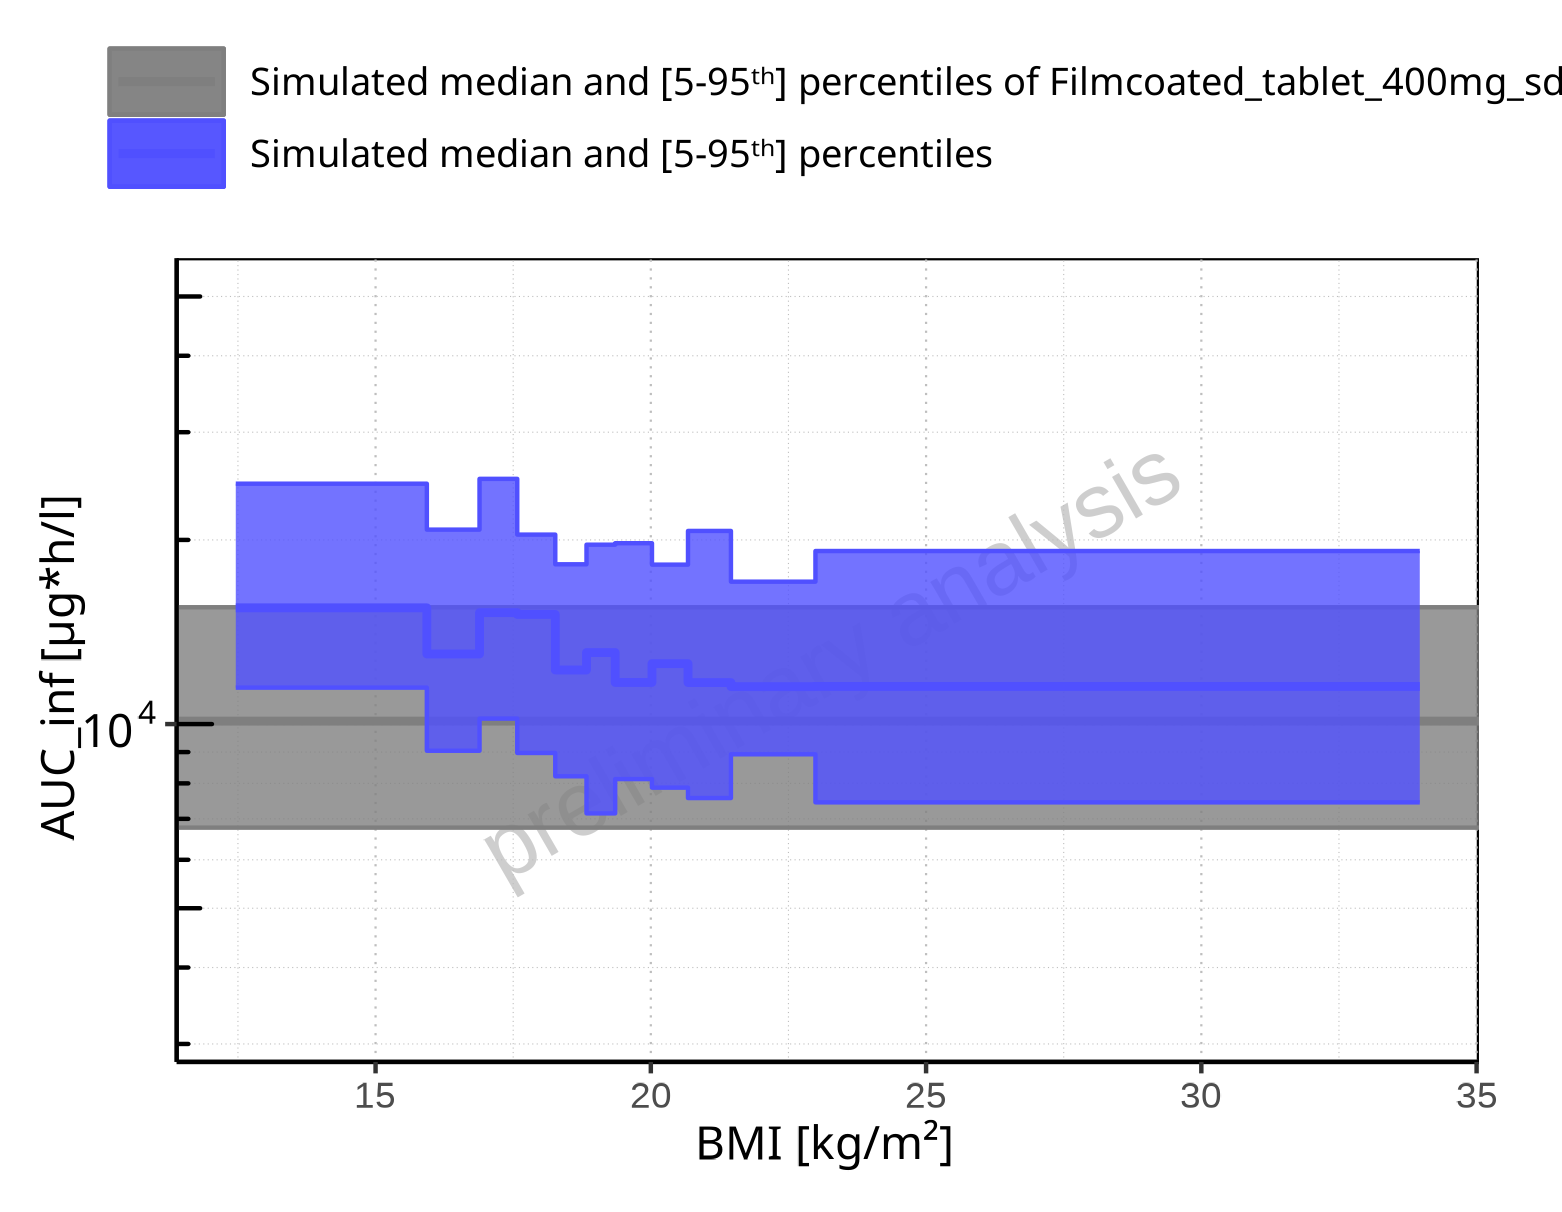 Simulated median and [5-95ᵗʰ] percentiles of Filmcoated_tablet_400mg_sd
Simulated median and [5-95ᵗʰ] percentiles
AUC_inf [µg*h/l]
10⁴
preliminary analysis
15 20 25 30 35
BMI [kg/m²]